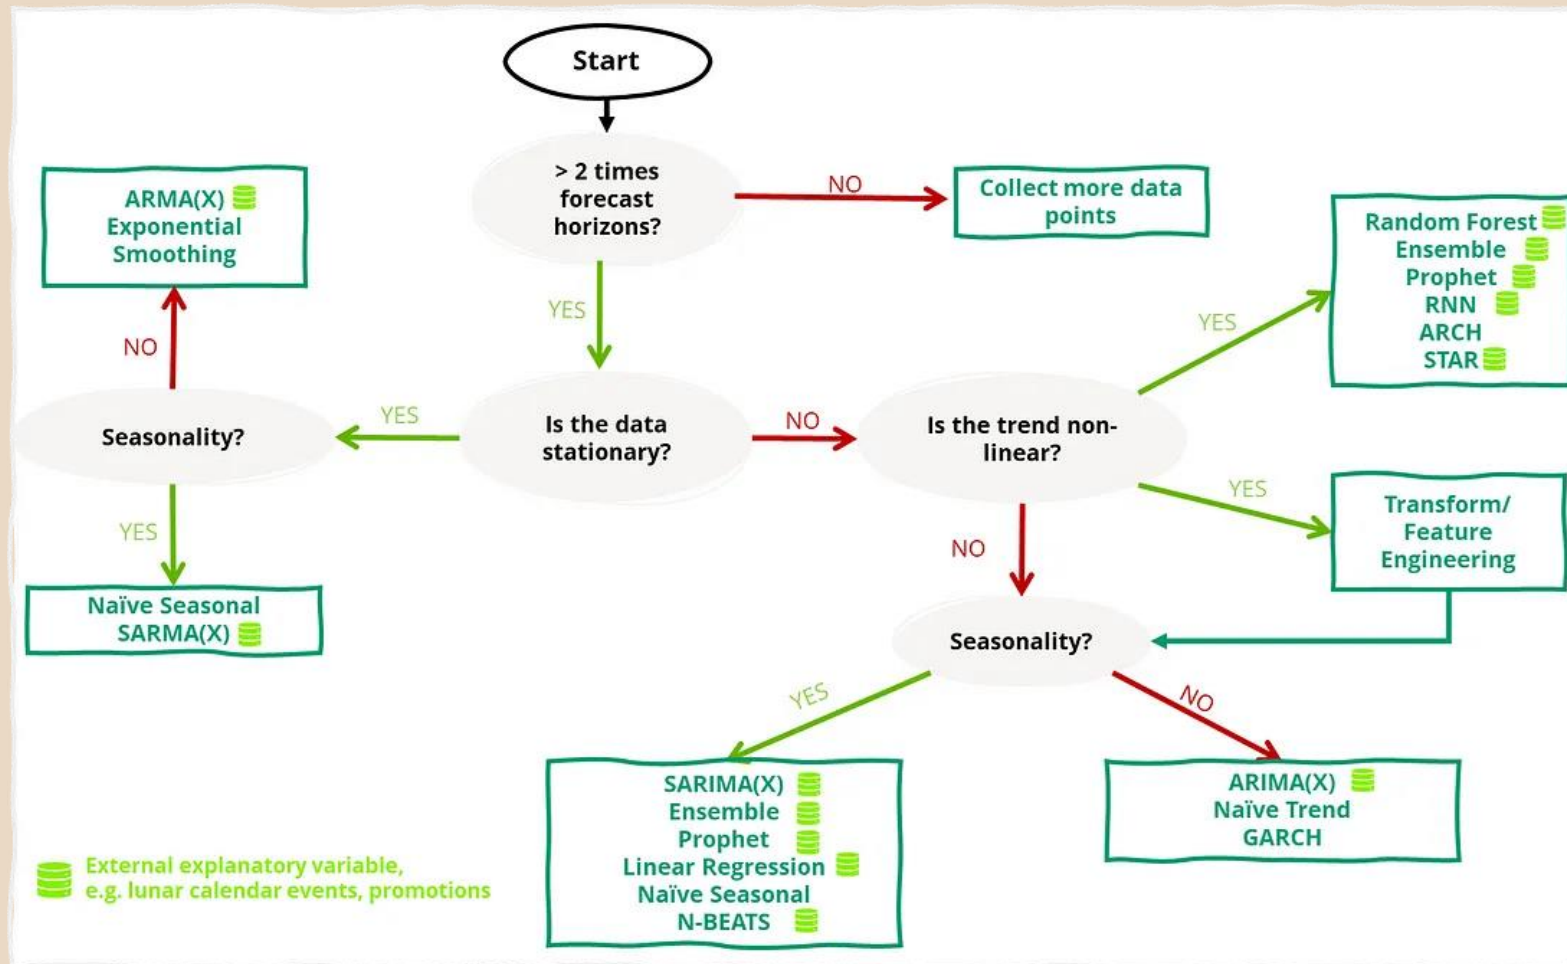 Start
> 2 times
forecast
horizons?
NO
Collect more data
points
ARMA(X)
Exponential
Smoothing
Random Forest
Ensemble
Prophet
RNN
ARCH
STAR
YES
YES
NO
Seasonality?
YES
Is the data
stationary?
NO
Is the trend non-
linear?
YES
Transform/
Feature
Engineering
YES
NO
Naïve Seasonal
SARMA(X)
Seasonality?
YES
NO
SARIMA(X)
Ensemble
Prophet
Linear Regression
Naïve Seasonal
N-BEATS
ARIMA(X)
Naïve Trend
GARCH
External explanatory variable,
e.g. lunar calendar events, promotions